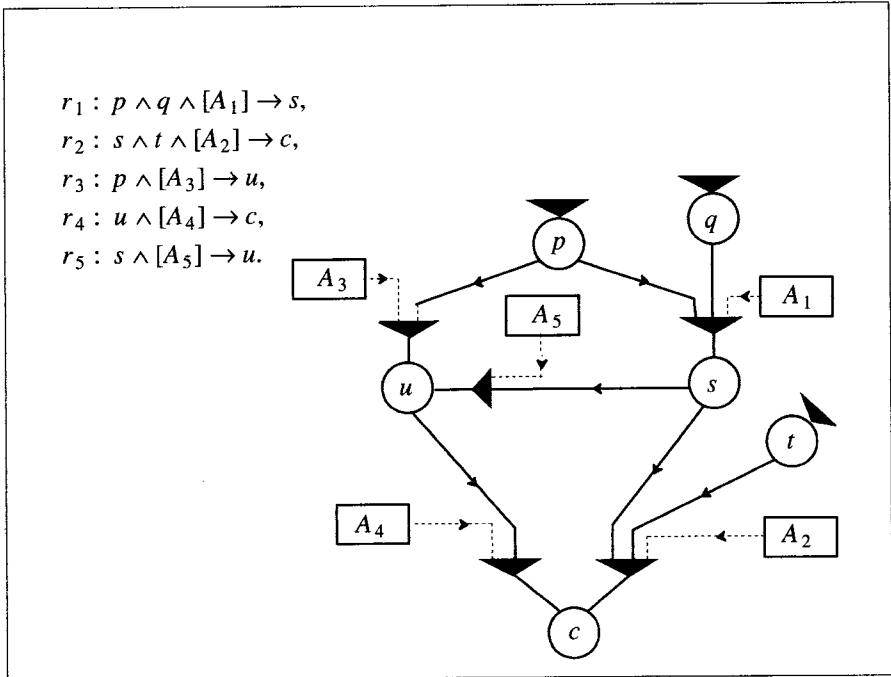 r₁ : p ∧ q ∧ [A₁] → s,
r₂ : s ∧ t ∧ [A₂] → c,
r₃ : p ∧ [A₃] → u,
r₄ : u ∧ [A₄] → c,
r₅ : s ∧ [A₅] → u.
q
p
A₃
A₅
A₁
u
s
t
A₄
A₂
c